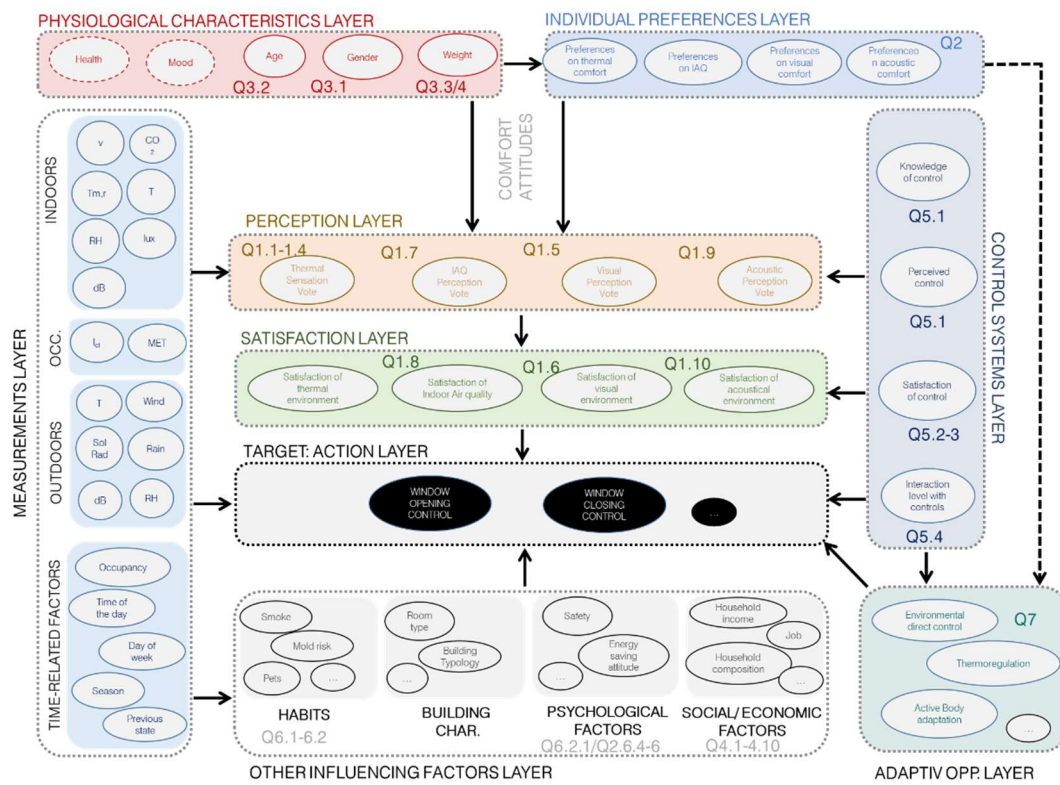 PHYSIOLOGICAL CHARACTERISTICS LAYER
Health
Mood
Age
Gender
Weight
Q3.2
Q3.1
Q3.3/4
INDIVIDUAL PREFERENCES LAYER
Preferences
on thermal
comfort
Preferences
on IAQ
Preferences
on visual
comfort
Preferenceo
n acoustic
comfort
Q2
COMFORT
ATTITUDES
MEASUREMENTS LAYER
INDOORS
v
CO
2
Tm.r
T
RH
lux
dB
OCC.
Icl
MET
OUTDOORS
T
Wind
Sol
Rad
Rain
dB
RH
TIME-RELATED FACTORS
Occupancy
Time of
the day
Day of
week
Season
Previous
state
PERCEPTION LAYER
Q1.1-1.4
Thermal
Sensation
Vote
Q1.7
IAQ
Perception
Vote
Q1.5
Visual
Perception
Vote
Q1.9
Acoustic
Perception
Vote
SATISFACTION LAYER
Satisfaction of
thermal
environment
Q1.8
Satisfaction of
Indoor Air quality
Q1.6
Satisfaction of
visual
environment
Q1.10
Satisfaction of
acoustical
environment
TARGET: ACTION LAYER
WINDOW
OPENING
CONTROL
WINDOW
CLOSING
CONTROL
...
CONTROL SYSTEMS LAYER
Knowledge
of control
Q5.1
Perceived
control
Q5.1
Satisfaction
of control
Q5.2-3
Interaction
level with
controls
Q5.4
Smoke
Mold risk
Pets
...
HABITS
Q6.1-6.2
Room
type
Building
Typology
...
BUILDING
CHAR.
Safety
Energy
saving
attitude
...
PSYCHOLOGICAL
FACTORS
Q6.2.1/Q2.6.4-6
Household
income
Job
Household
composition
...
SOCIAL/ECONOMIC
FACTORS
Q4.1-4.10
OTHER INFLUENCING FACTORS LAYER
Environmental
direct control
Q7
Thermoregulation
Active Body
adaptation
...
ADAPTIV OPP. LAYER